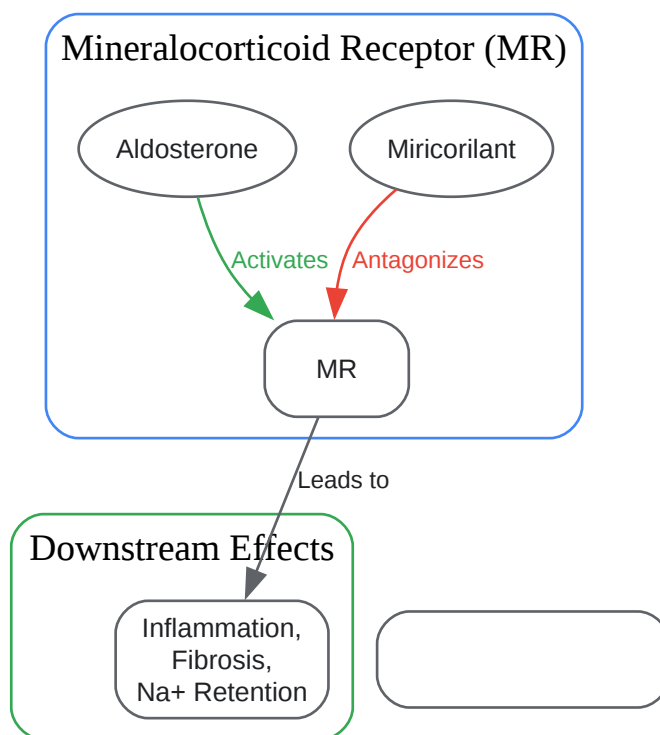 Mineralocorticoid Receptor (MR)
Aldosterone
Miricorilant
Activates
Antagonizes
MR
Leads to
Downstream Effects
Inflammation,
Fibrosis,
Na+ Retention